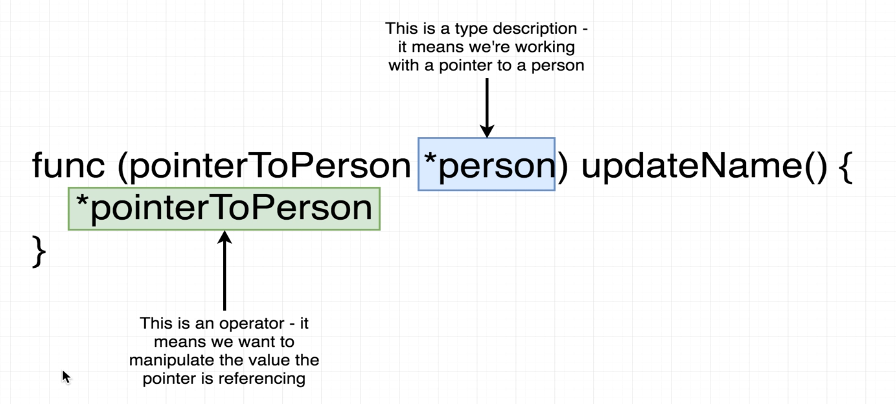 This is a type description -
it means we're working
with a pointer to a person
func (pointerToPerson *person) updateName() {
*pointerToPerson
}
This is an operator - it
means we want to
manipulate the value the
pointer is referencing